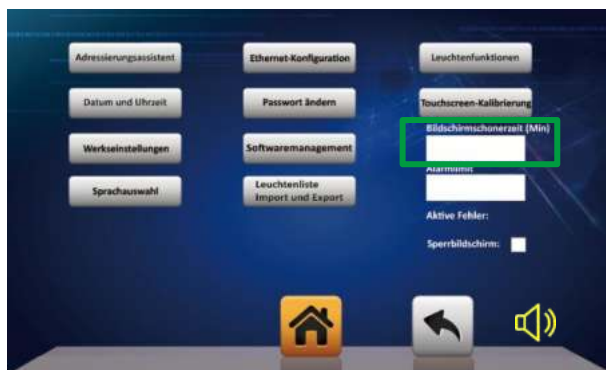 Adressierungsassistent
Ethernet-Konfiguration
Leuchtenfunktionen
Datum und Uhrzeit
Passwort ändern
Touchscreen-Kalibrierung
Bildschirmschonerzeit (Min)
Werkseinstellungen
Softwaremanagement
Alarmlimit
Sprachauswahl
Leuchtenliste
Import und Export
Aktive Fehler:
Sperrbildschirm: